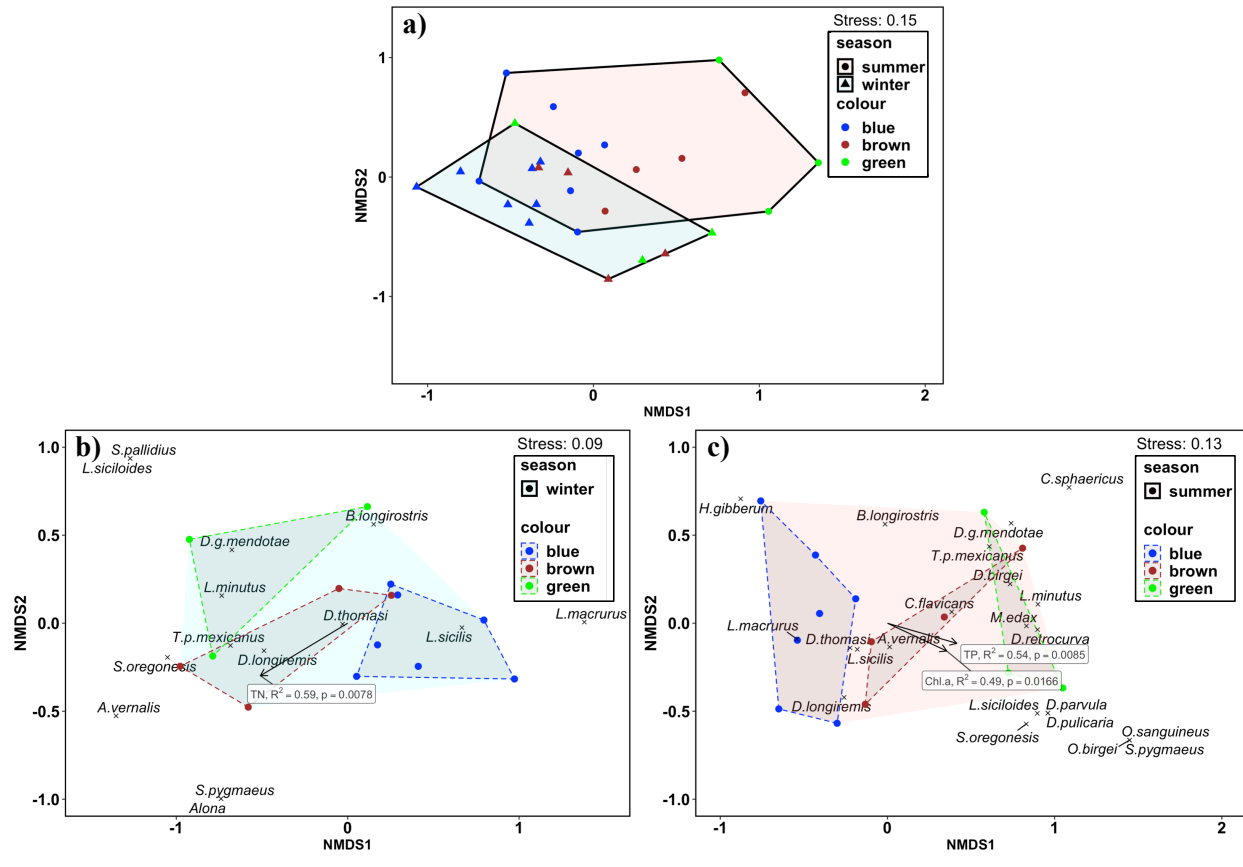 a)
Stress: 0.15
season
summer
winter
colour
blue
brown
green
1
0
-1
NMDS2
-1
0
1
2
NMDS1
b)
Stress: 0.09
season
winter
colour
blue
brown
green
1.0
0.5
0.0
-0.5
-1.0
NMDS2
S.pallidius
L.siciloides
B.longirostris
D.g.mendotae
L.minutus
D.thomasi
L.macrurus
L.sicilis
T.p.mexicanus
S.oregonesis
D.longiremis
TN, R² = 0.59, p = 0.0078
A.vernalis
S.pygmaeus
Alona
-1
0
1
NMDS1
c)
Stress: 0.13
season
summer
colour
blue
brown
green
1.0
0.5
0.0
-0.5
-1.0
NMDS2
C.sphaericus
H.gibberum
B.longirostris
D.g.mendotae
T.p.mexicanus
D.birgei
L.minutus
C.flavicans
M.edax
L.macrurus
D.thomasi
A.vernalis
D.retrocurva
L.sicilis
TP, R² = 0.54, p = 0.0085
Chl.a, R² = 0.49, p = 0.0166
D.longiremis
L.siciloides
D.parvula
D.pulicaria
S.oregonesis
O.sanguineus
O.birgei
S.pygmaeus
-1
0
1
2
NMDS1